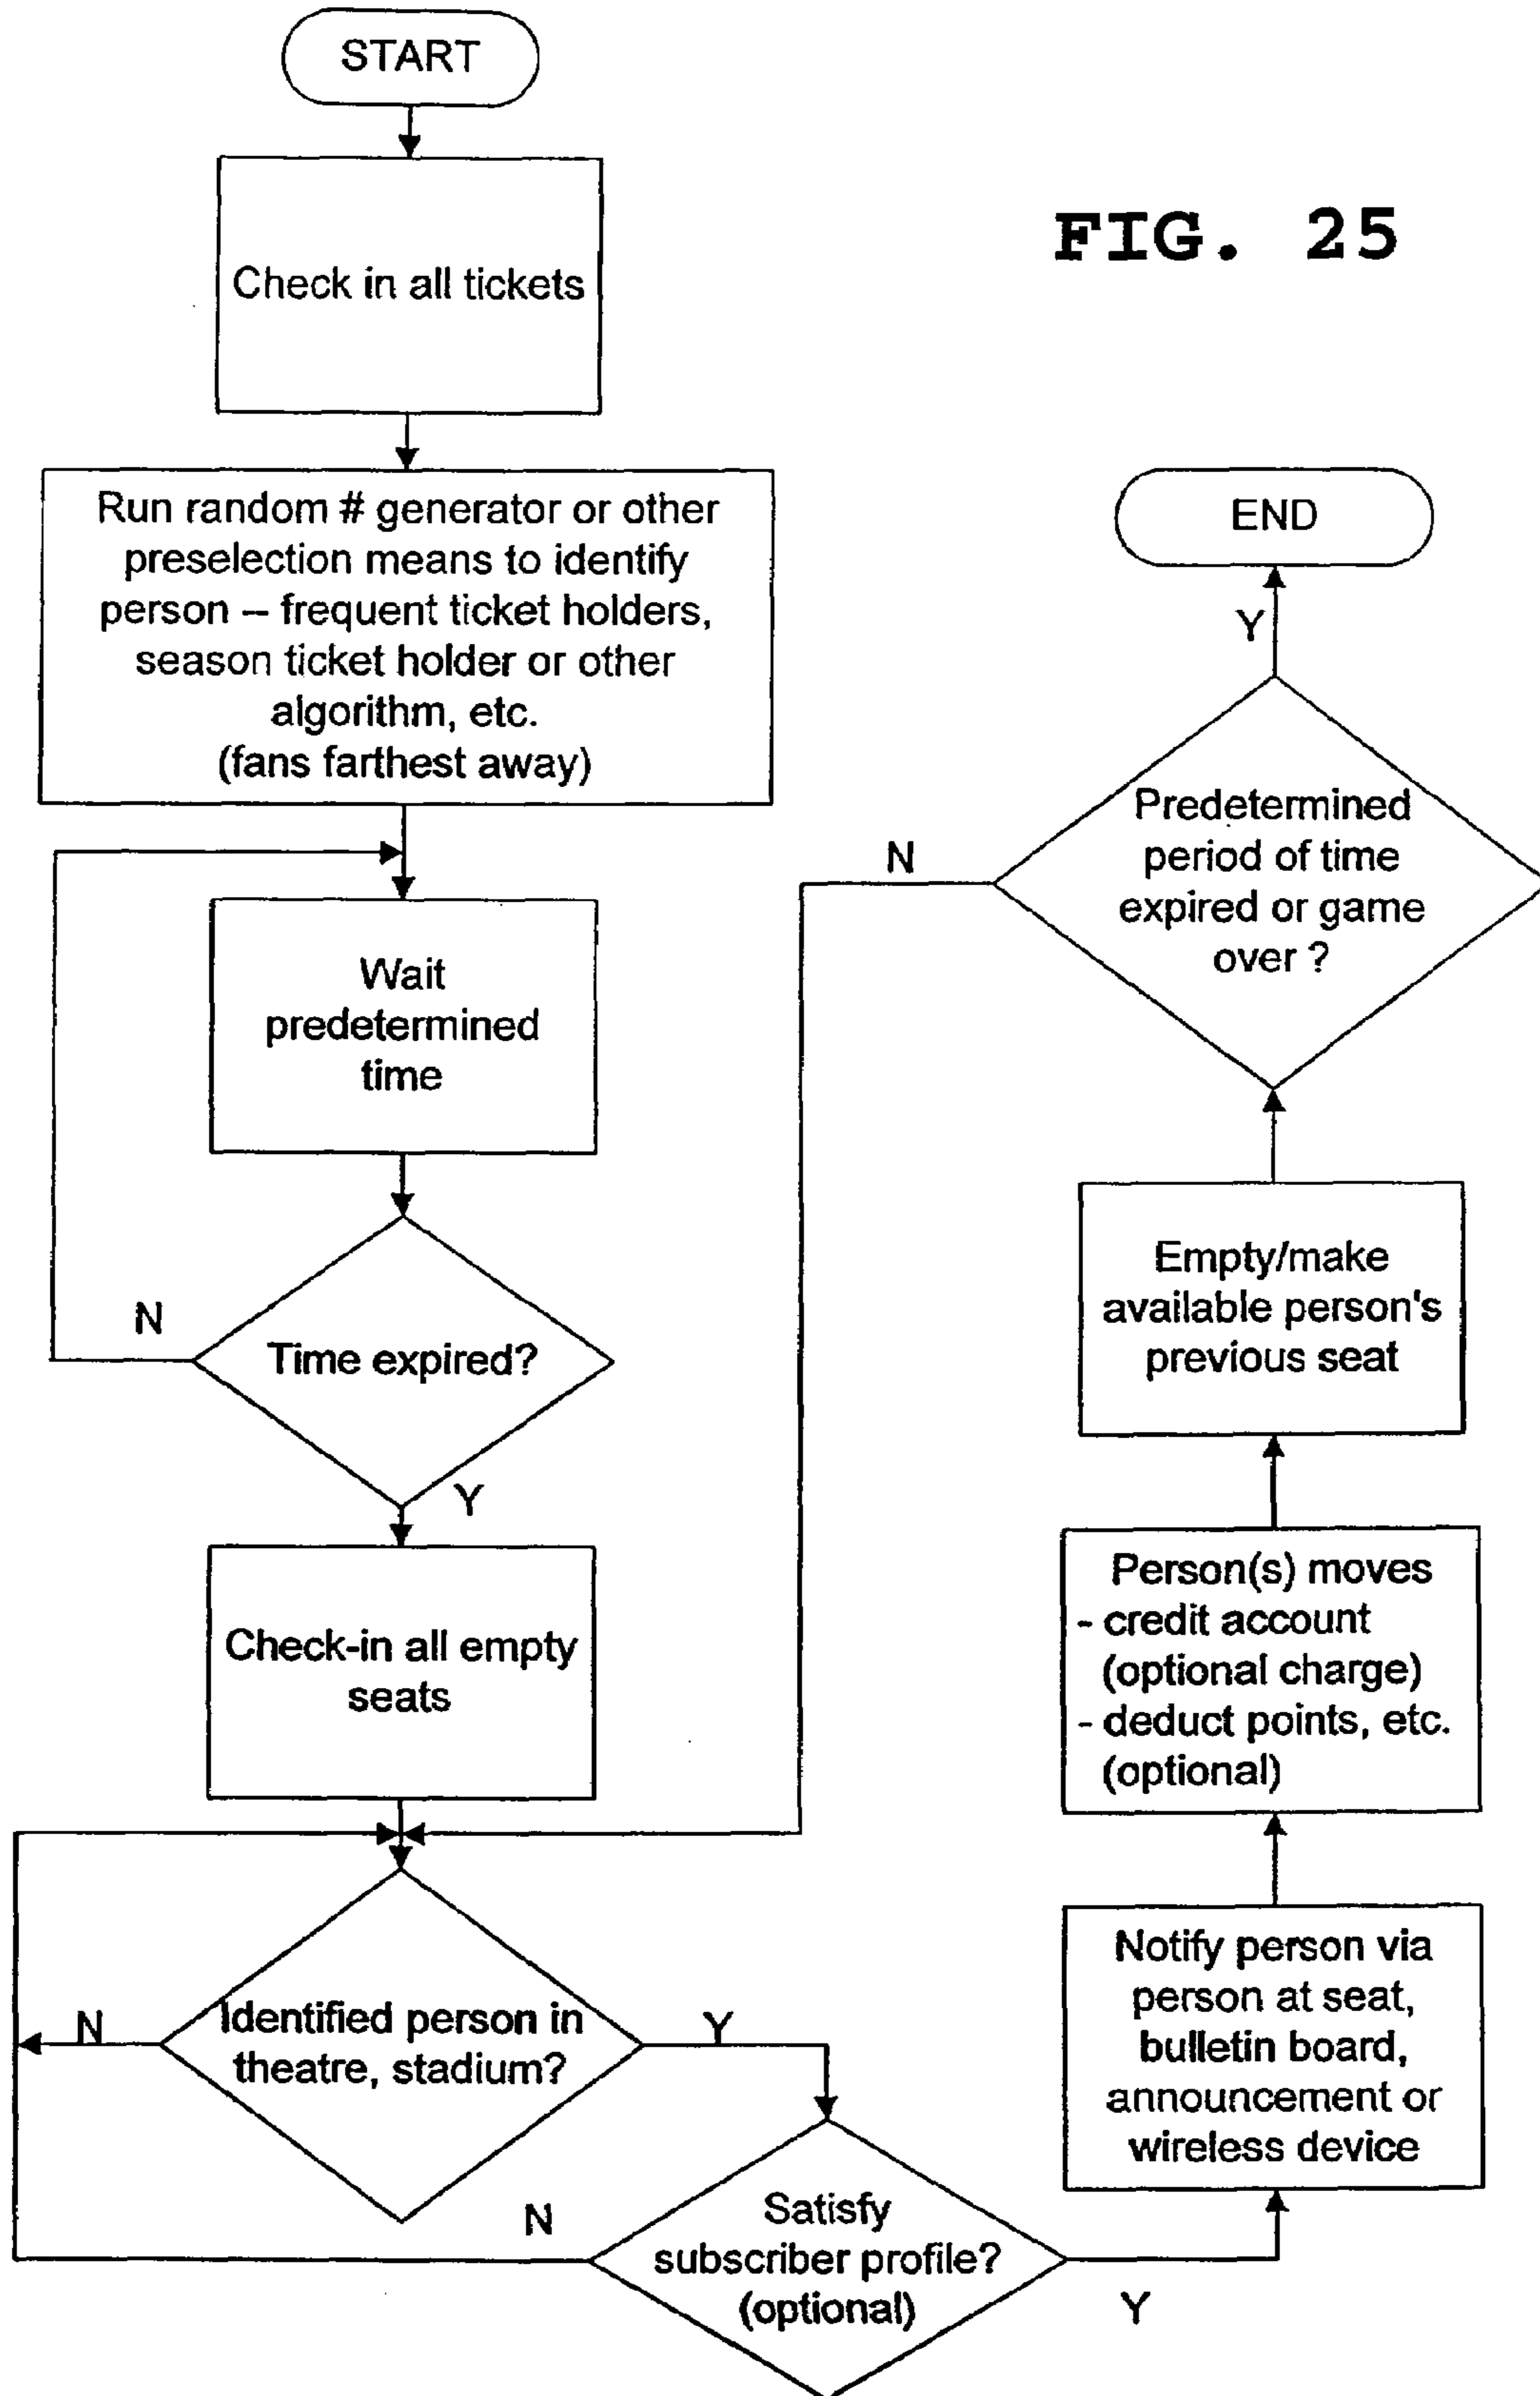 START
FIG. 25
Check in all tickets
Run random # generator or other
preselection means to identify
person – frequent ticket holders,
season ticket holder or other
algorithm, etc.
(fans farthest away)
Wait
predetermined
time
N
Time expired?
Y
Check-in all empty
seats
N
Identified person in
theatre, stadium?
Y
N
Satisfy
subscriber profile?
(optional)
Y
Notify person via
person at seat,
bulletin board,
announcement or
wireless device
Person(s) moves
- credit account
(optional charge)
- deduct points, etc.
(optional)
Empty/make
available person's
previous seat
Predetermined
period of time
expired or game
over ?
N
Y
END